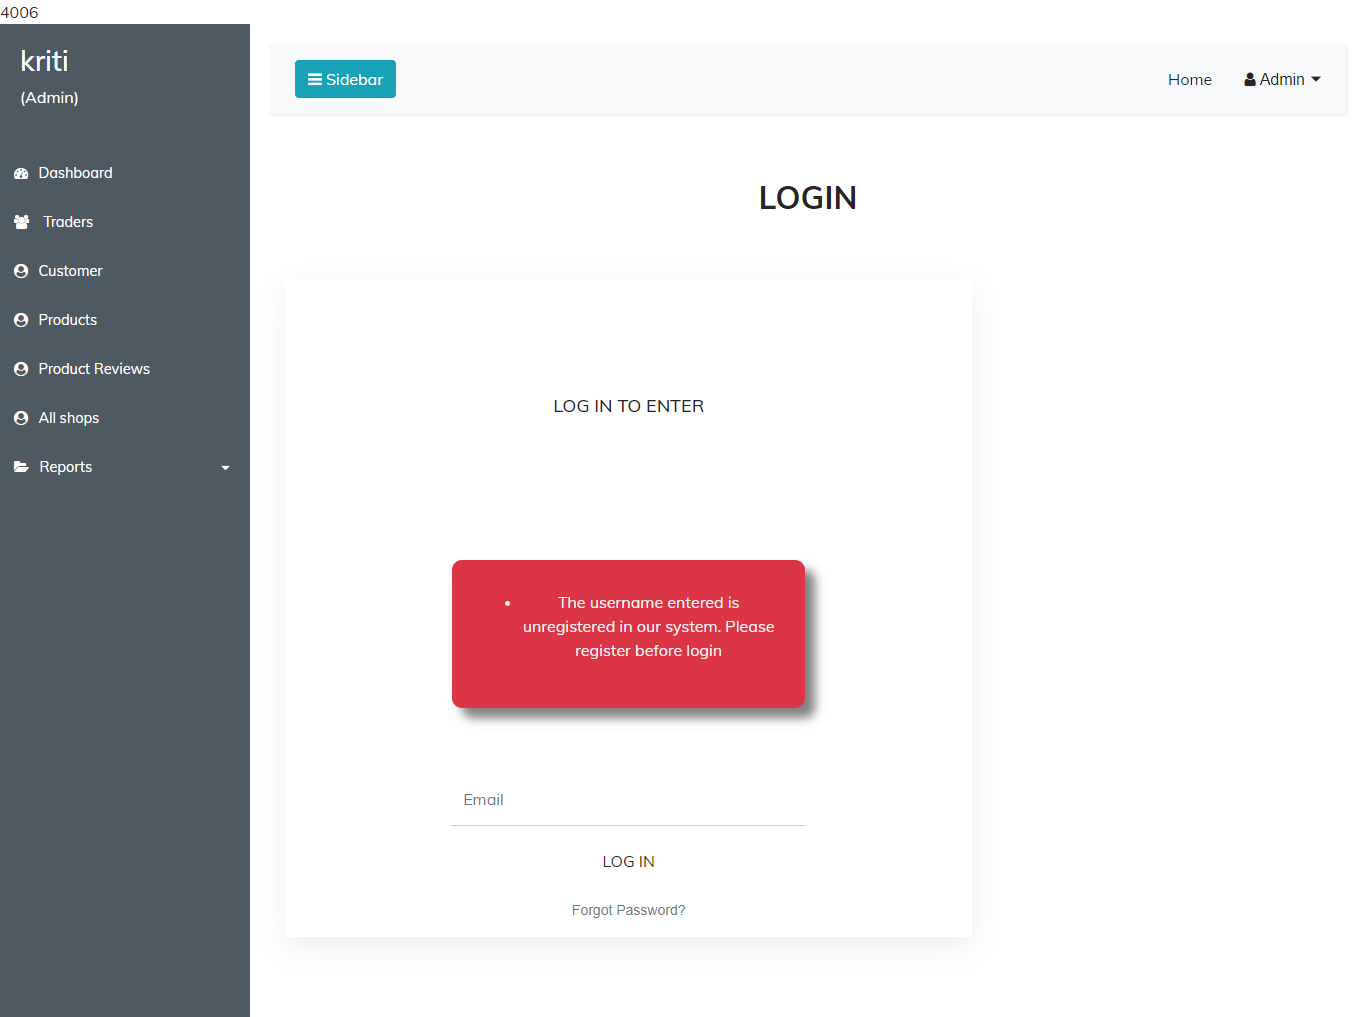 4006
kriti
(Admin)
Dashboard
Traders
Customer
Products
Product Reviews
All shops
Reports
Sidebar
Home
Admin
LOGIN
LOG IN TO ENTER
• The username entered is
unregistered in our system. Please
register before login
Email
LOG IN
Forgot Password?